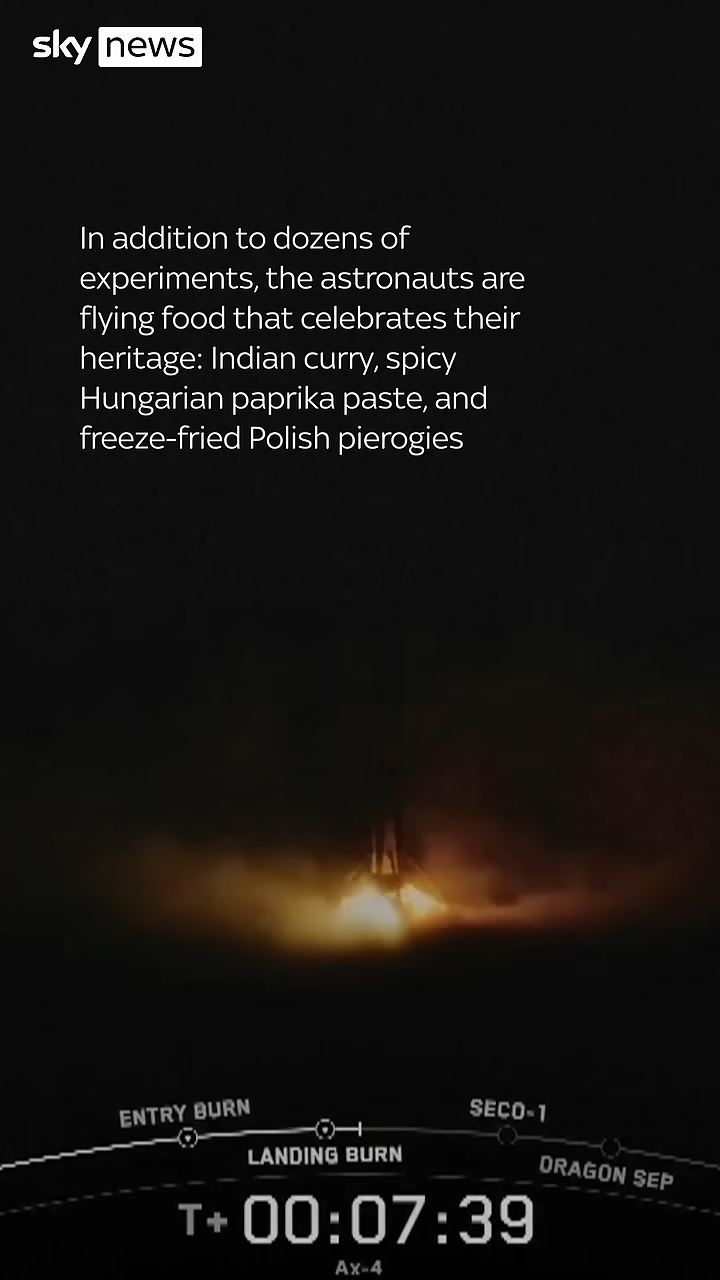 sky news
In addition to dozens of
experiments, the astronauts are
flying food that celebrates their
heritage: Indian curry, spicy
Hungarian paprika paste, and
freeze-fried Polish pierogies
ENTRY BURN
LANDING BURN
SECO-1
DRAGON SEP
T+ 00:07:39
Ax-4